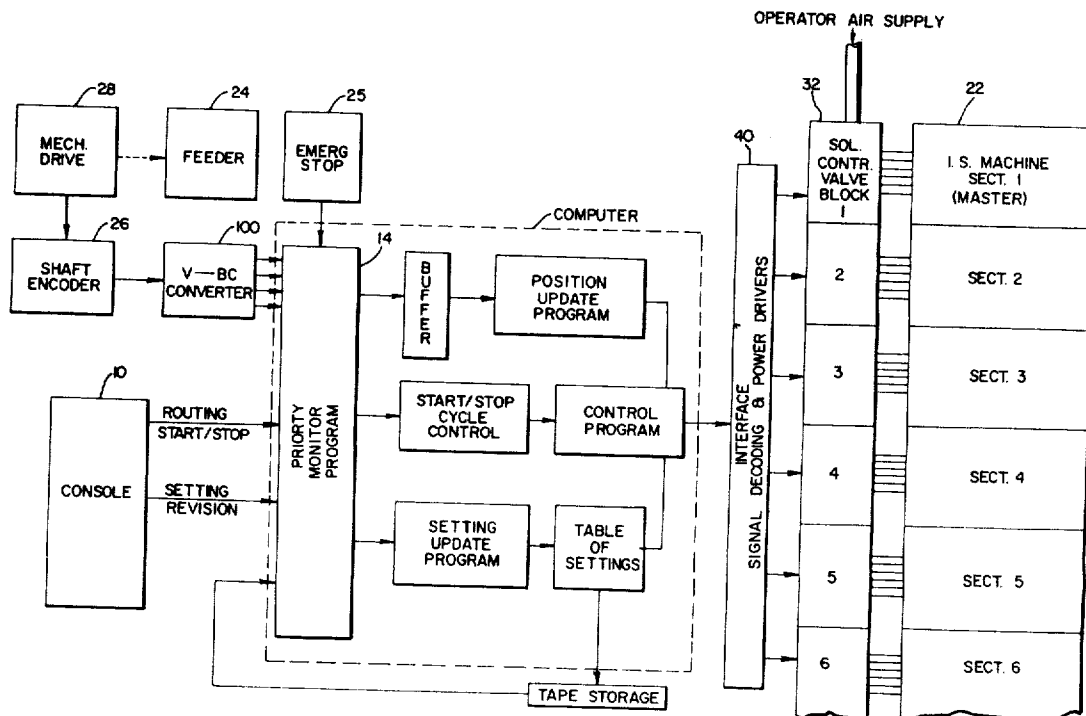 OPERATOR AIR SUPPLY
28
24
25
32
22
MECH.
DRIVE
FEEDER
EMERG
STOP
40
SOL.
CONTR.
VALVE
BLOCK
1
I. S. MACHINE
SECT. 1
(MASTER)
26
100
14
COMPUTER
SHAFT
ENCODER
V—BC
CONVERTER
BUFFER
POSITION
UPDATE
PROGRAM
2
SECT. 2
10
CONSOLE
ROUTING
START/STOP
SETTING
REVISION
PRIORTY
MONITOR
PROGRAM
START/STOP
CYCLE
CONTROL
CONTROL
PROGRAM
INTERFACE
SIGNAL DECODING & POWER DRIVERS
3
SECT. 3
4
SECT. 4
SETTING
UPDATE
PROGRAM
TABLE
OF
SETTINGS
5
SECT. 5
6
SECT. 6
TAPE STORAGE